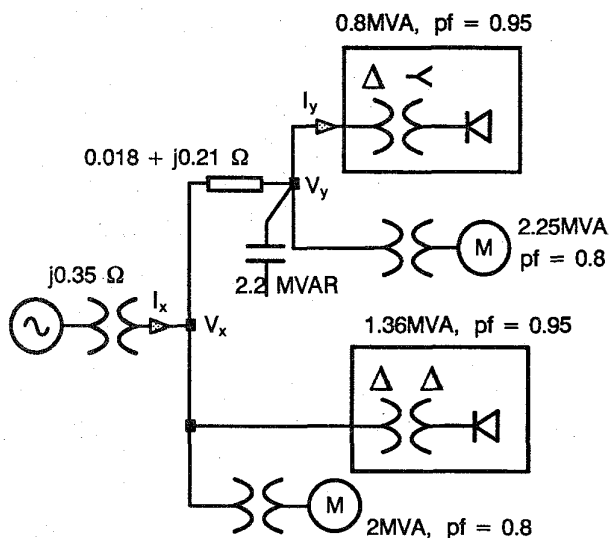 0.8MVA, pf = 0.95
Δ
I_y
0.018 + j0.21 Ω
V_y
2.25MVA
M
pf = 0.8
2.2 MVAR
j0.35 Ω
I_x
V_x
1.36MVA, pf = 0.95
Δ Δ
M
2MVA, pf = 0.8